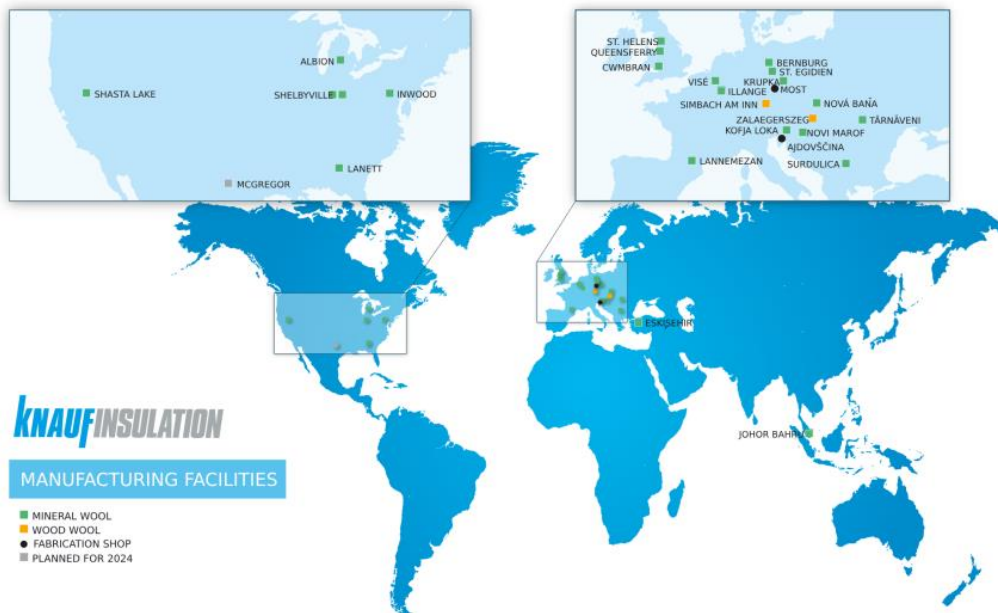 ALBION
SHASTA LAKE
SHELBYVILLE
INWOOD
LANETT
MCGREGOR
ST. HELENS
QUEENSFERRY
CWMBRAN
BERNBURG
ST. EGIDIEN
VISÉ
KRUPKA
MOST
ILLANGE
SIMBACH AM INN
NOVÁ BAŇA
ZALAEGERSZEG
TÂRNĂVENI
KOFJA LOKA
NOVI MAROF
AJDOVŠČINA
LANNEMEZAN
SURDULICA
ESKIŞEHIR
JOHOR BAHRU
KNAUFINSULATION
MANUFACTURING FACILITIES
MINERAL WOOL
WOOD WOOL
FABRICATION SHOP
PLANNED FOR 2024